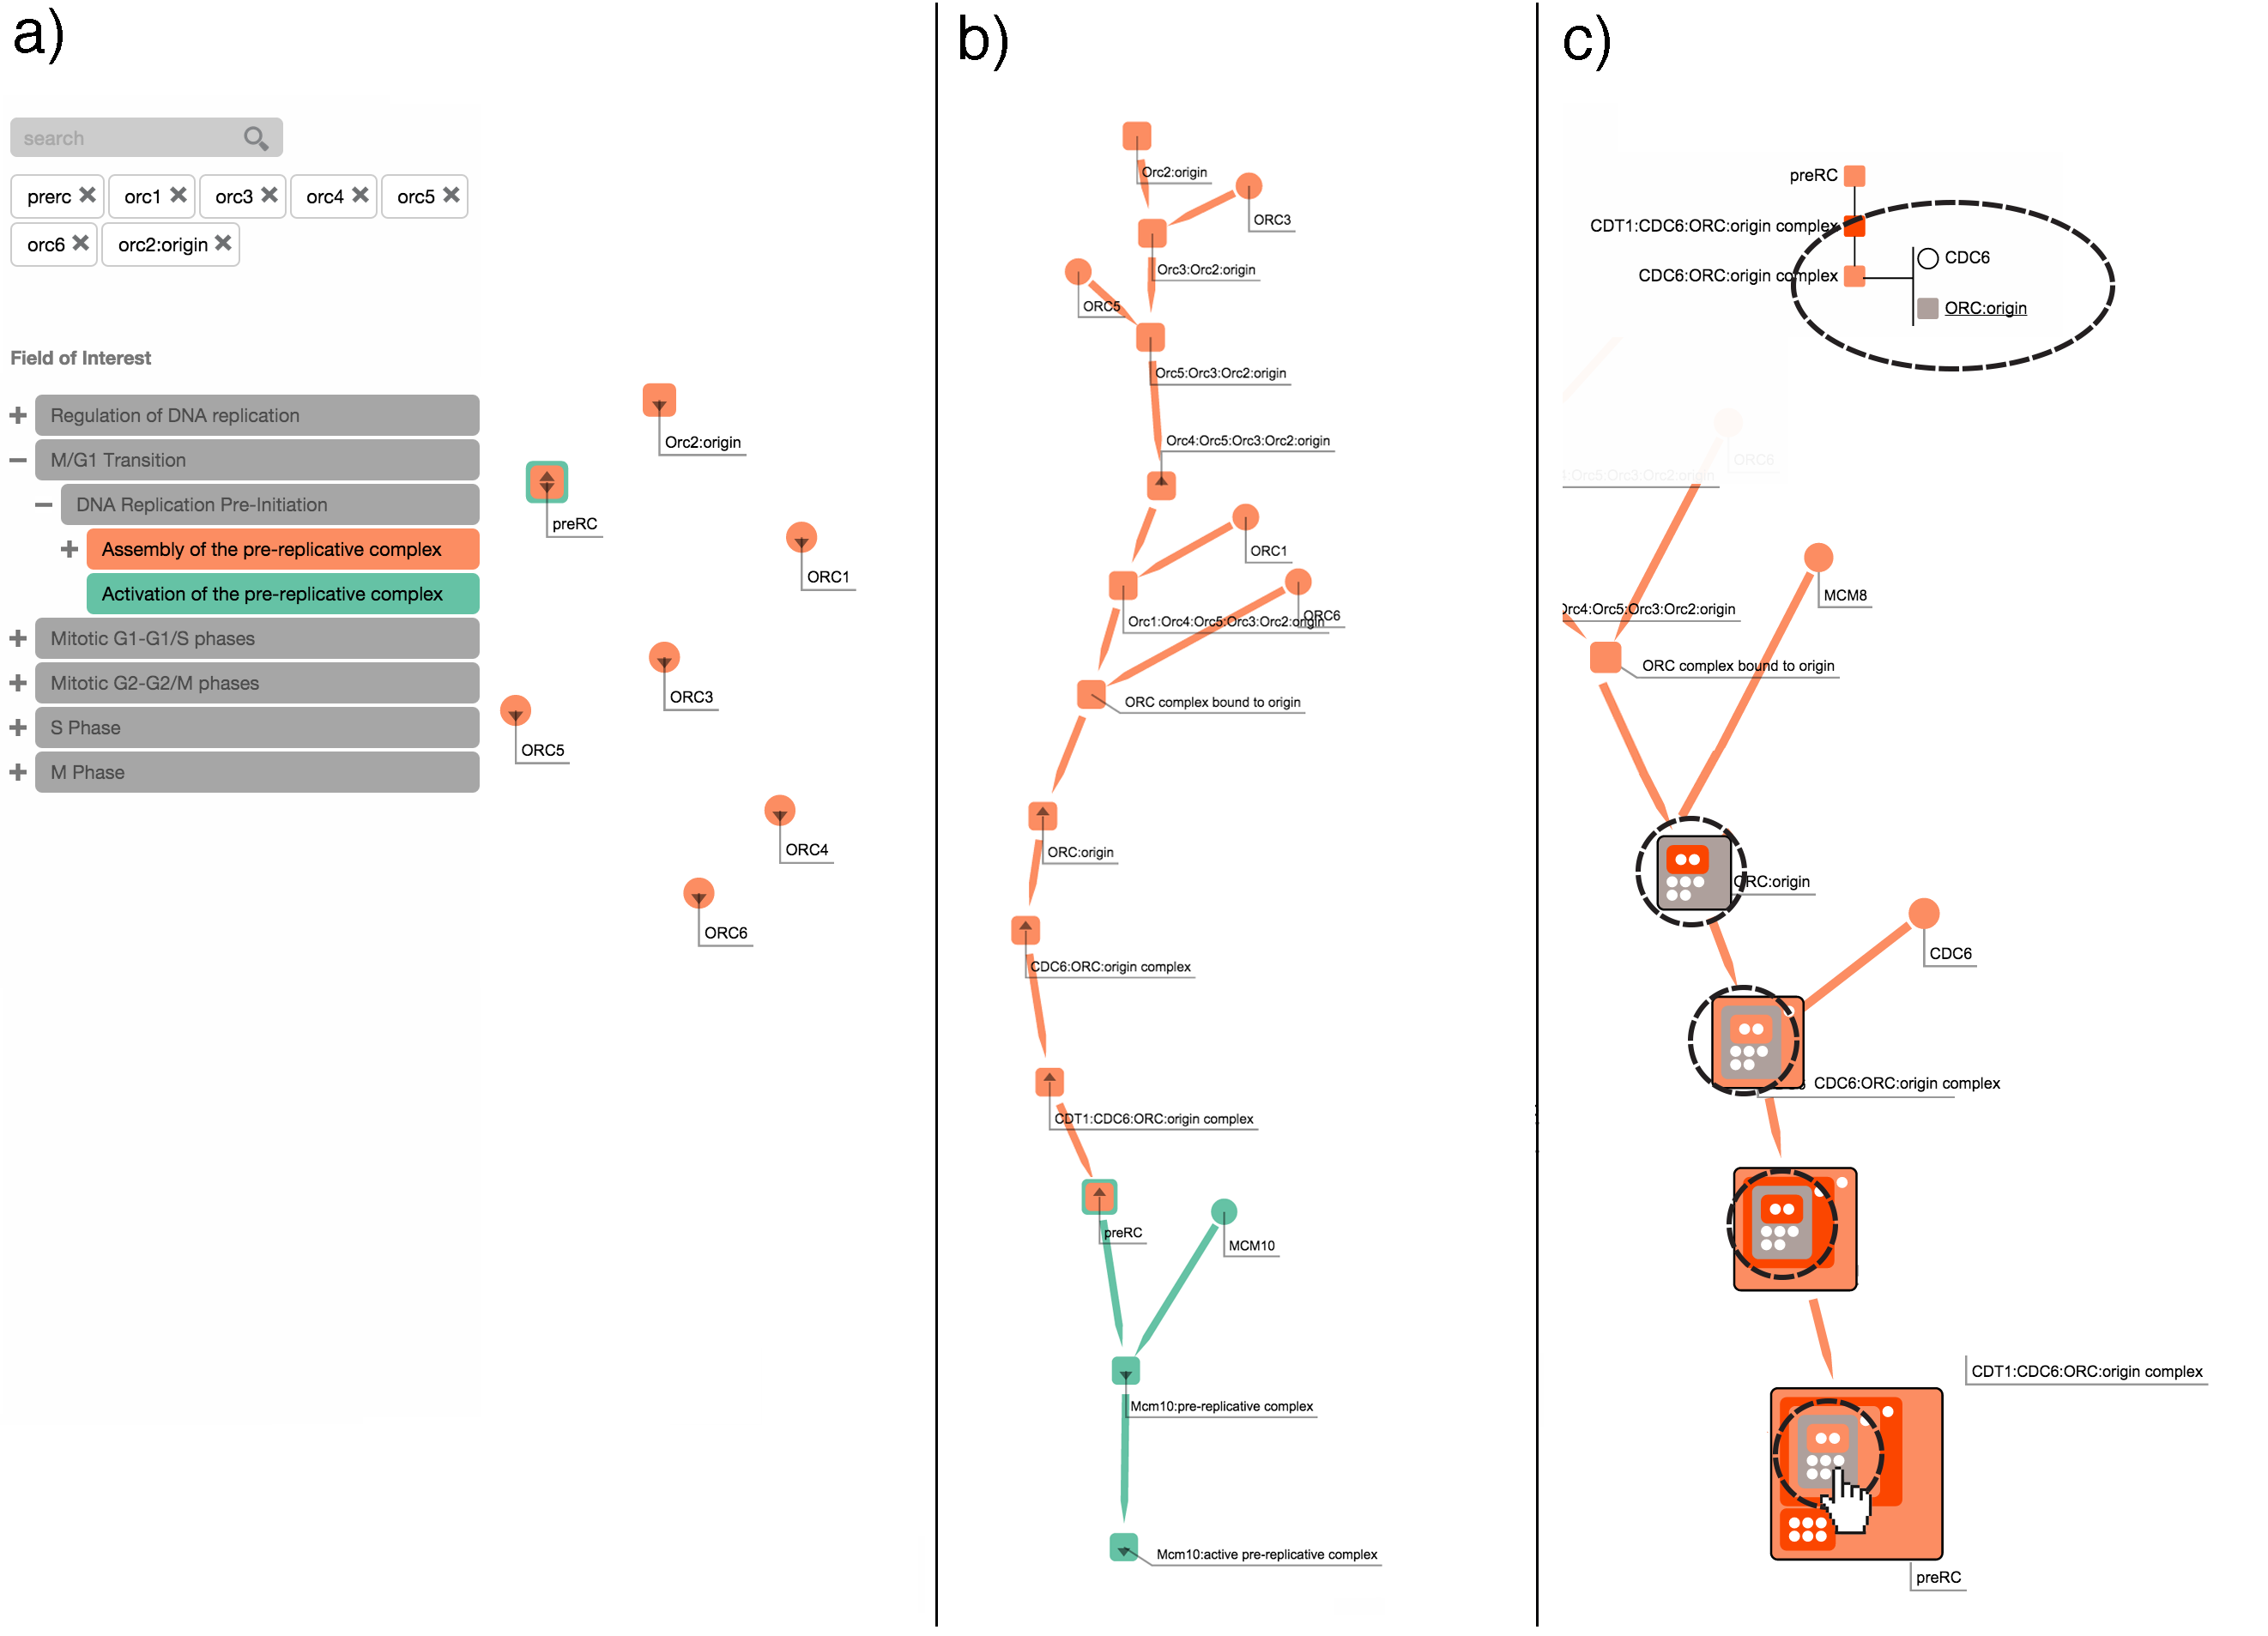 a)
search
prerc
orc1
orc3
orc4
orc5
orc6
orc2:origin
Field of Interest
Regulation of DNA replication
M/G1 Transition
DNA Replication Pre-Initiation
Assembly of the pre-replicative complex
Activation of the pre-replicative complex
Mitotic G1-G1/S phases
Mitotic G2-G2/M phases
S Phase
M Phase
Orc2:origin
preRC
ORC1
ORC3
ORC5
ORC4
ORC6
b)
Orc2:origin
ORC3
Orc3:Orc2:origin
ORC5
Orc5:Orc3:Orc2:origin
Orc4:Orc5:Orc3:Orc2:origin
ORC1
ORC6
Orc1:Orc4:Orc5:Orc3:Orc2:origin
ORC complex bound to origin
ORC:origin
CDC6:ORC:origin complex
CDT1:CDC6:ORC:origin complex
preRC
MCM10
Mcm10:pre-replicative complex
Mcm10:active pre-replicative complex
c)
preRC
CDT1:CDC6:ORC:origin complex
CDC6:ORC:origin complex
CDC6
ORC:origin
ORC6
:Orc5:Orc3:Orc2:origin
MCM8
Orc4:Orc5:Orc3:Orc2:origin
ORC complex bound to origin
ORC:origin
CDC6
CDC6:ORC:origin complex
CDT1:CDC6:ORC:origin complex
preRC